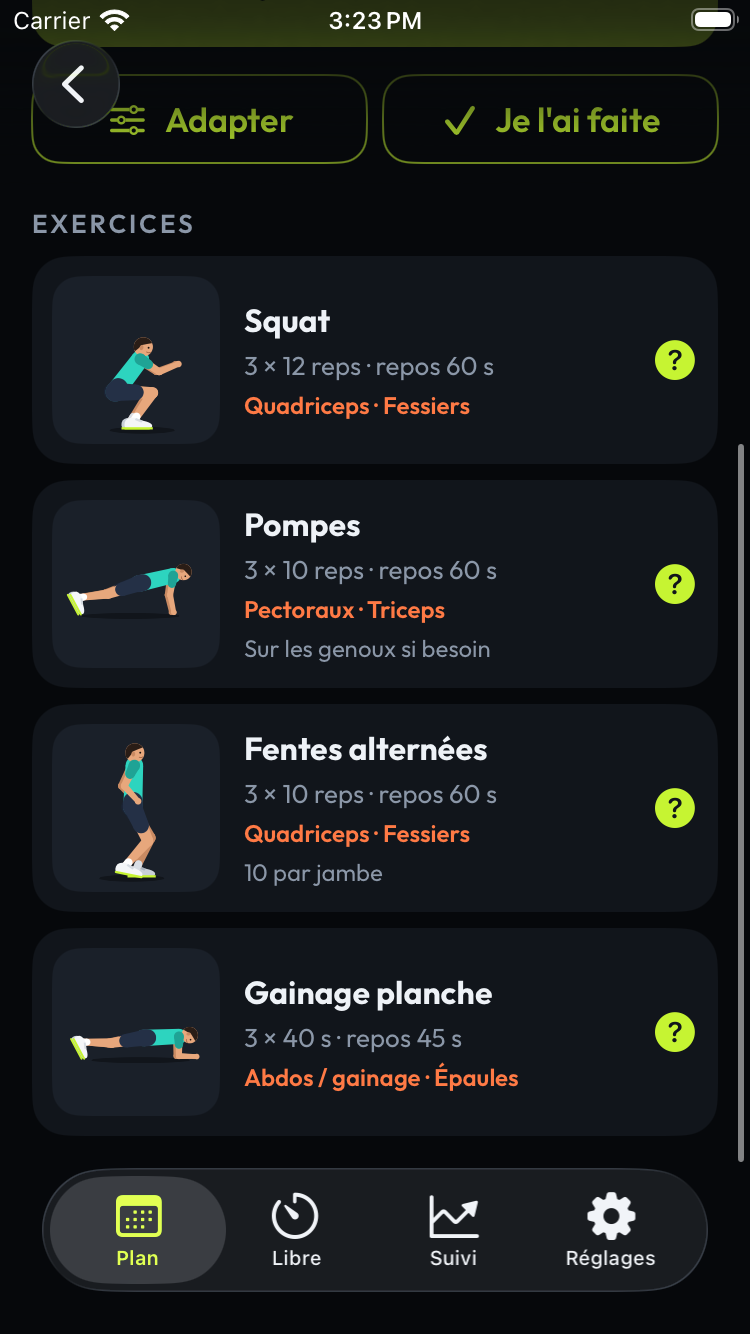 Carrier 3:23 PM
Adapter
Je l'ai faite
EXERCICES
Squat
3 × 12 reps · repos 60 s
Quadriceps · Fessiers
?
Pompes
3 × 10 reps · repos 60 s
Pectoraux · Triceps
Sur les genoux si besoin
?
Fentes alternées
3 × 10 reps · repos 60 s
Quadriceps · Fessiers
10 par jambe
?
Gainage planche
3 × 40 s · repos 45 s
Abdos / gainage · Épaules
?
Plan
Libre
Suivi
Réglages